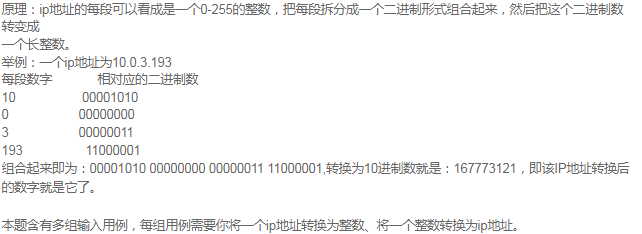 原理：ip地址的每段可以看成是一个0-255的整数，把每段拆分成一个二进制形式组合起来，然后把这个二进制数
转变成
一个长整数。
举例：一个ip地址为10.0.3.193
每段数字 相对应的二进制数
10 00001010
0 00000000
3 00000011
193 11000001
组合起来即为：00001010 00000000 00000011 11000001,转换为10进制数就是：167773121，即该IP地址转换后
的数字就是它了。
本题含有多组输入用例，每组用例需要你将一个ip地址转换为整数、将一个整数转换为ip地址。